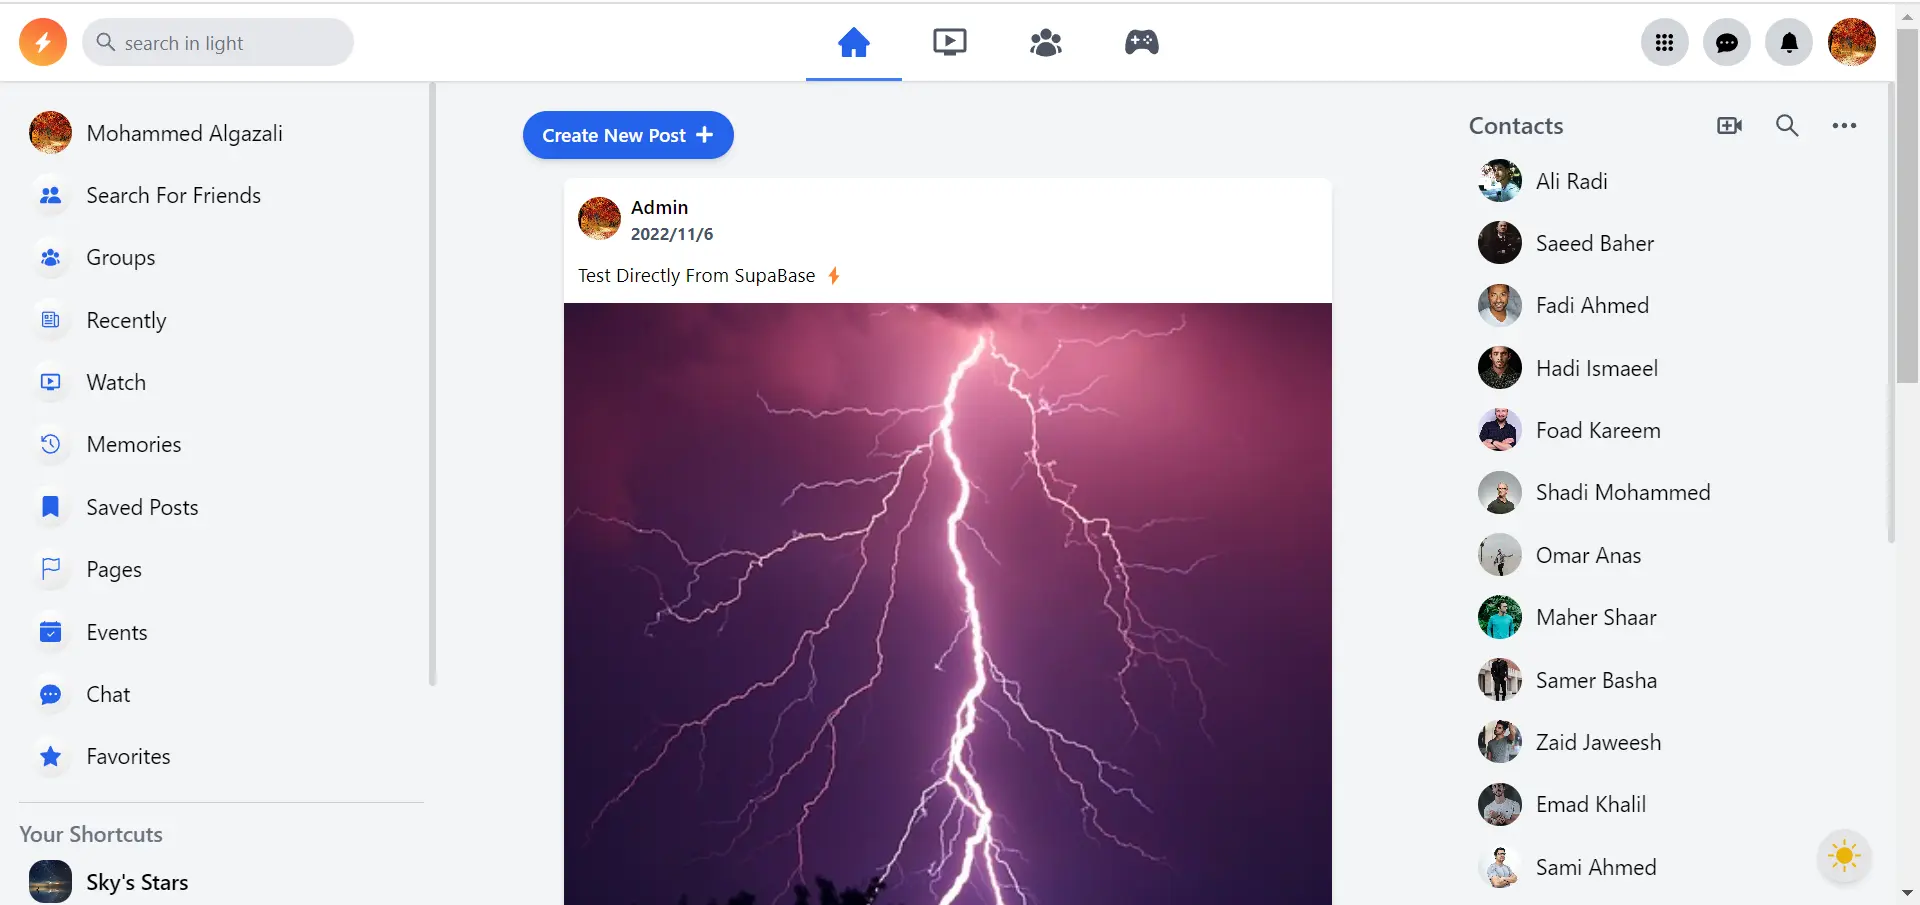 search in light
Mohammed Algazali
Search For Friends
Groups
Recently
Watch
Memories
Saved Posts
Pages
Events
Chat
Favorites
Your Shortcuts
Sky's Stars
Create New Post +
Admin
2022/11/6
Test Directly From SupaBase
Contacts
Ali Radi
Saeed Baher
Fadi Ahmed
Hadi Ismaeel
Foad Kareem
Shadi Mohammed
Omar Anas
Maher Shaar
Samer Basha
Zaid Jaweesh
Emad Khalil
Sami Ahmed